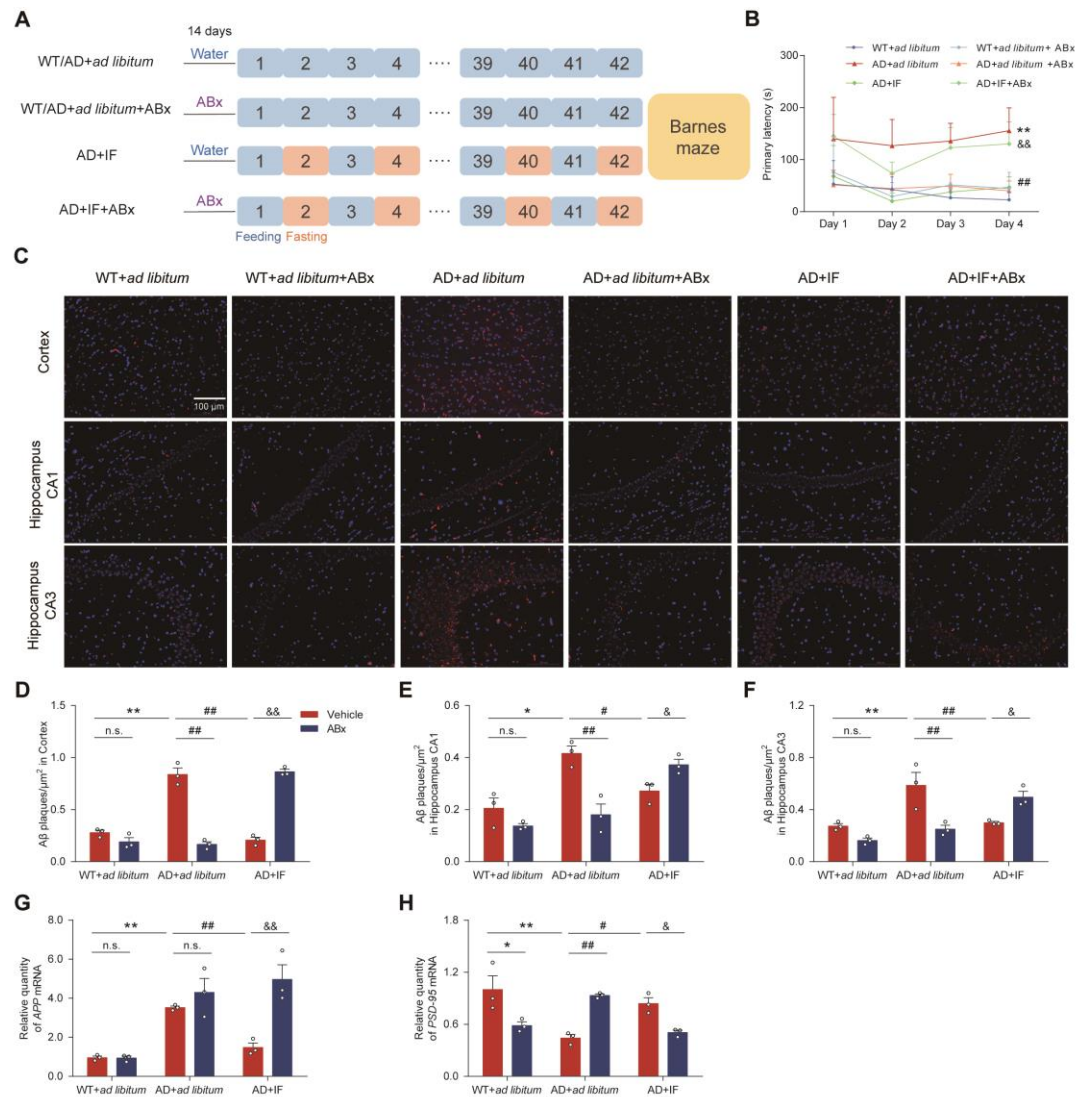 A
14 days
WT/AD+ad libitum
Water
1 2 3 4 ···· 39 40 41 42
WT/AD+ad libitum+ABx
ABx
1 2 3 4 ···· 39 40 41 42
AD+IF
Water
1 2 3 4 ···· 39 40 41 42
AD+IF+ABx
ABx
1 2 3 4 ···· 39 40 41 42
Feeding Fasting
Barnes
maze
B
WT+ad libitum WT+ad libitum+ ABx
AD+ad libitum AD+ad libitum +ABx
AD+IF AD+IF+ABx
Primary latency (s)
300
200
100
0
**
&&
##
Day 1 Day 2 Day 3 Day 4
C
WT+ad libitum WT+ad libitum+ABx AD+ad libitum AD+ad libitum+ABx AD+IF AD+IF+ABx
Cortex
100 μm
Hippocampus
CA1
Hippocampus
CA3
D
Aβ plaques/μm² in Cortex
1.5
1.0
0.5
0.0
** ## &&
n.s. ##
Vehicle
ABx
WT+ad libitum AD+ad libitum AD+IF
E
Aβ plaques/μm²
in Hippocampus CA1
0.6
0.4
0.2
0.0
* # &
n.s. ##
WT+ad libitum AD+ad libitum AD+IF
F
Aβ plaques/μm²
in Hippocampus CA3
1.2
0.8
0.4
0.0
** ## &
n.s. ##
WT+ad libitum AD+ad libitum AD+IF
G
Relative quantity
of APP mRNA
8.0
6.0
4.0
2.0
0.0
** ## &&
n.s. n.s.
WT+ad libitum AD+ad libitum AD+IF
H
Relative quantity
of PSD-95 mRNA
1.8
1.2
0.6
0.0
** # &
* ##
WT+ad libitum AD+ad libitum AD+IF